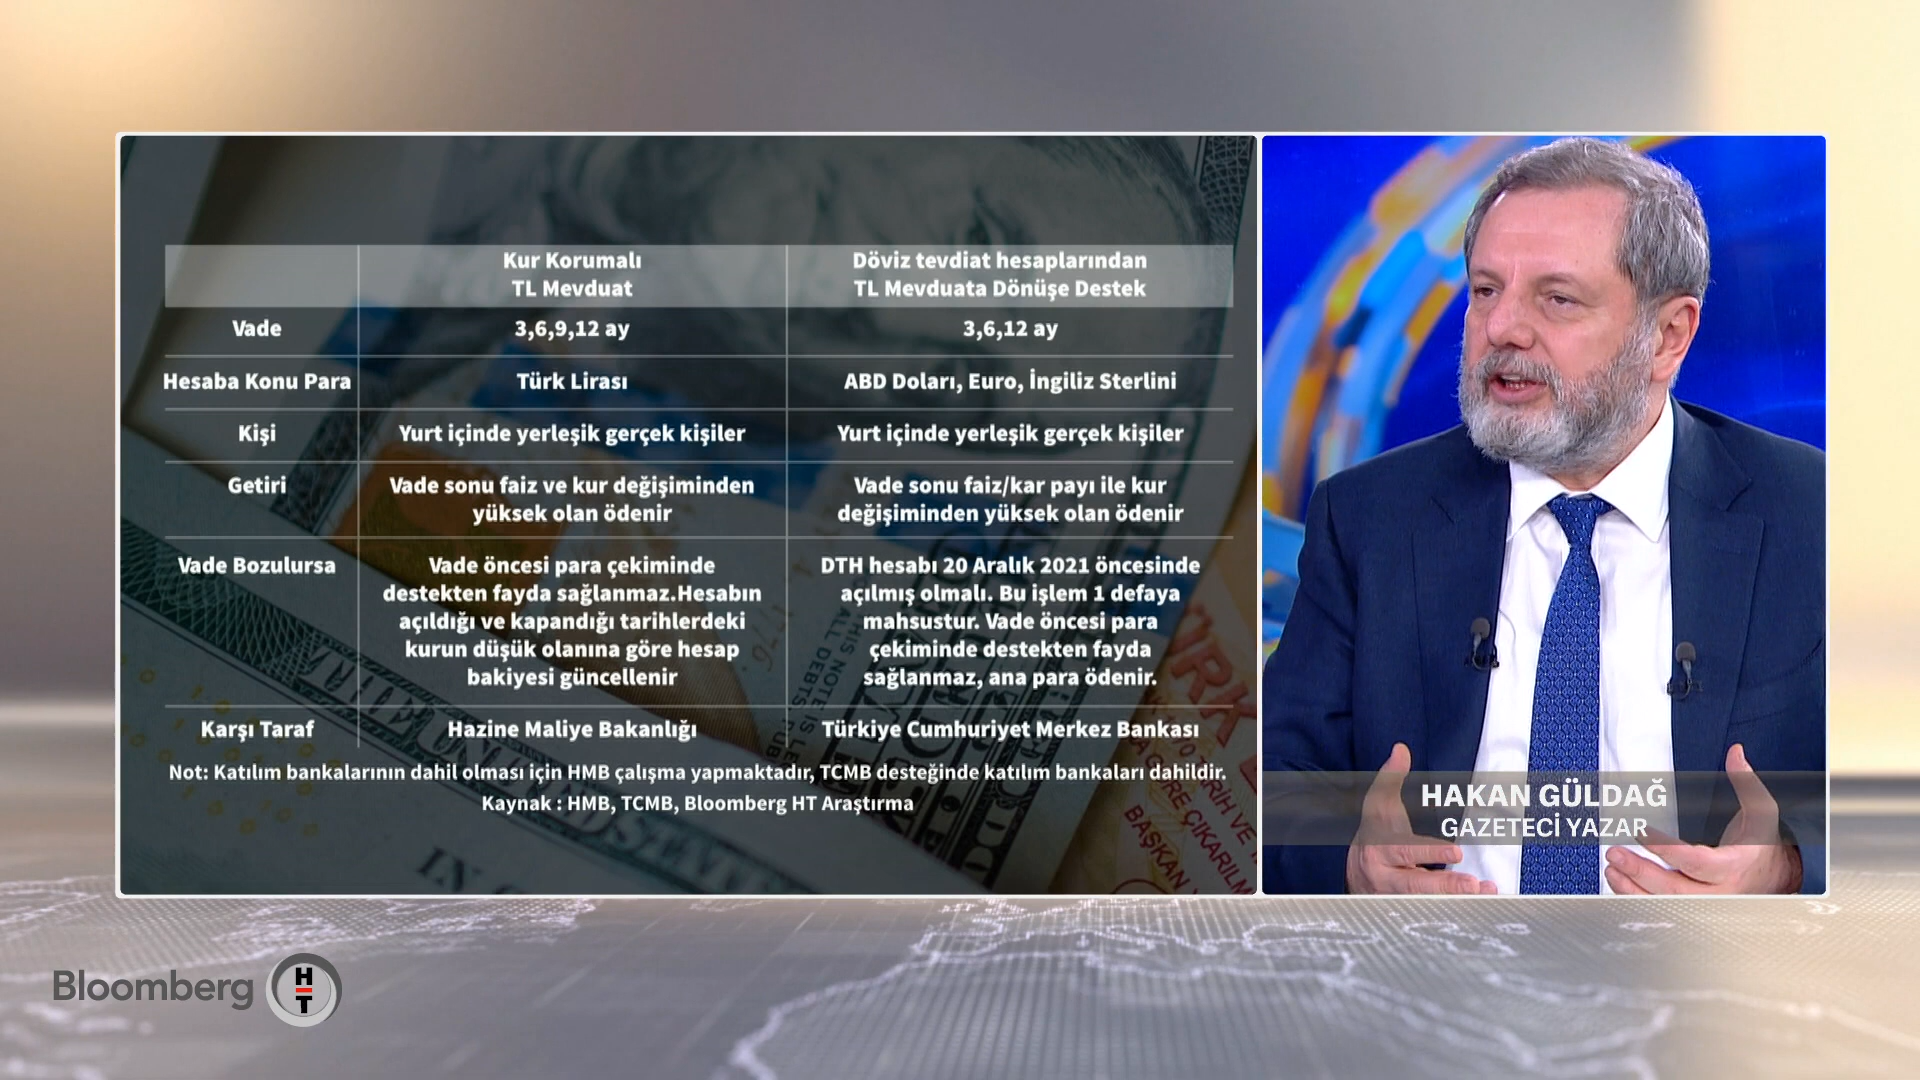 Kur Korumalı
TL Mevduat
Döviz tevdiat hesaplarından
TL Mevduata Dönüşe Destek
Vade
3,6,9,12 ay
3,6,12 ay
Hesaba Konu Para
Türk Lirası
ABD Doları, Euro, İngiliz Sterlini
Kişi
Yurt içinde yerleşik gerçek kişiler
Yurt içinde yerleşik gerçek kişiler
Getiri
Vade sonu faiz ve kur değişiminden
yüksek olan ödenir
Vade sonu faiz/kar payı ile kur
değişiminden yüksek olan ödenir
Vade Bozulursa
Vade öncesi para çekiminde
destekten fayda sağlanmaz.Hesabın
açıldığı ve kapandığı tarihlerdeki
kurun düşük olanına göre hesap
bakiyesi güncellenir
DTH hesabı 20 Aralık 2021 öncesinde
açılmış olmalı. Bu işlem 1 defaya
mahsustur. Vade öncesi para
çekiminde destekten fayda
sağlanmaz, ana para ödenir.
Karşı Taraf
Hazine Maliye Bakanlığı
Türkiye Cumhuriyet Merkez Bankası
Not: Katılım bankalarının dahil olması için HMB çalışma yapmaktadır, TCMB desteğinde katılım bankaları dahildir.
Kaynak : HMB, TCMB, Bloomberg HT Araştırma
HAKAN GÜLDAĞ
GAZETECİ YAZAR
Bloomberg
H
T